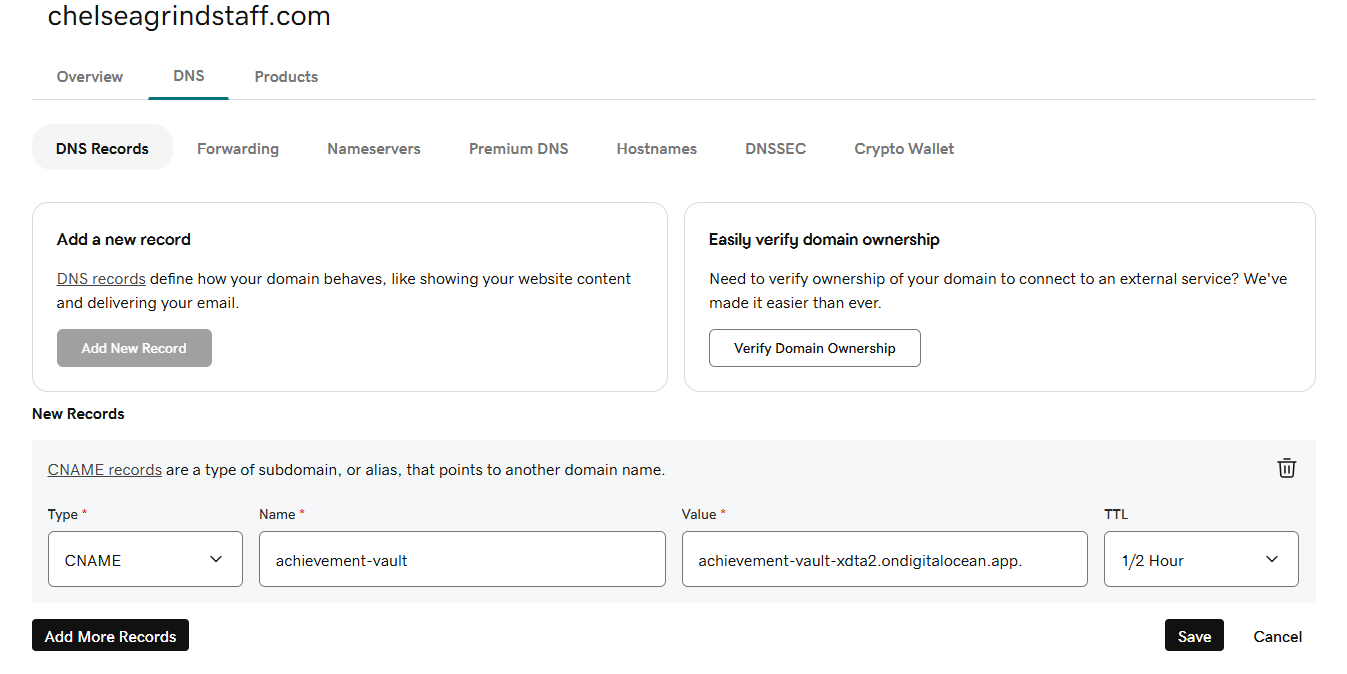 chelseagrindstaff.com
Overview DNS Products
DNS Records Forwarding Nameservers Premium DNS Hostnames DNSSEC Crypto Wallet
Add a new record
DNS records define how your domain behaves, like showing your website content
and delivering your email.
Add New Record
Easily verify domain ownership
Need to verify ownership of your domain to connect to an external service? We've
made it easier than ever.
Verify Domain Ownership
New Records
CNAME records are a type of subdomain, or alias, that points to another domain name.
Type * Name * Value * TTL
CNAME achievement-vault achievement-vault-xdta2.ondigitalocean.app. 1/2 Hour
Add More Records Save Cancel